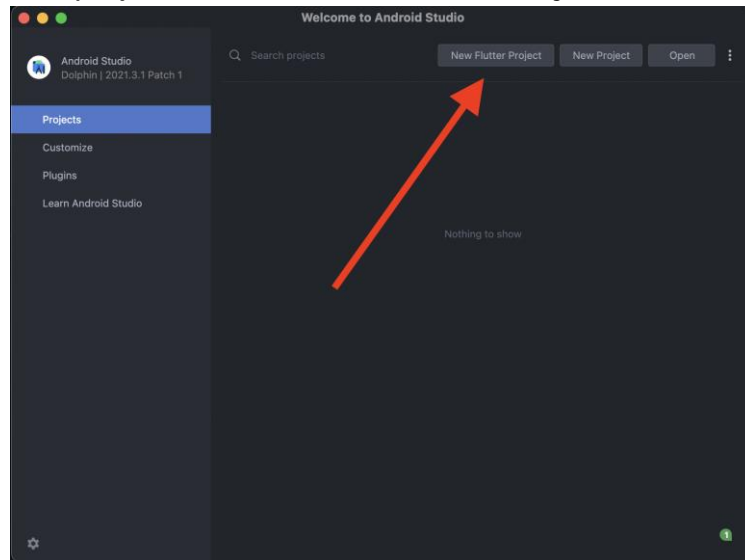 Welcome to Android Studio
Android Studio
Dolphin | 2021.3.1 Patch 1
Search projects
New Flutter Project
New Project
Open
Projects
Customize
Plugins
Learn Android Studio
Nothing to show
1